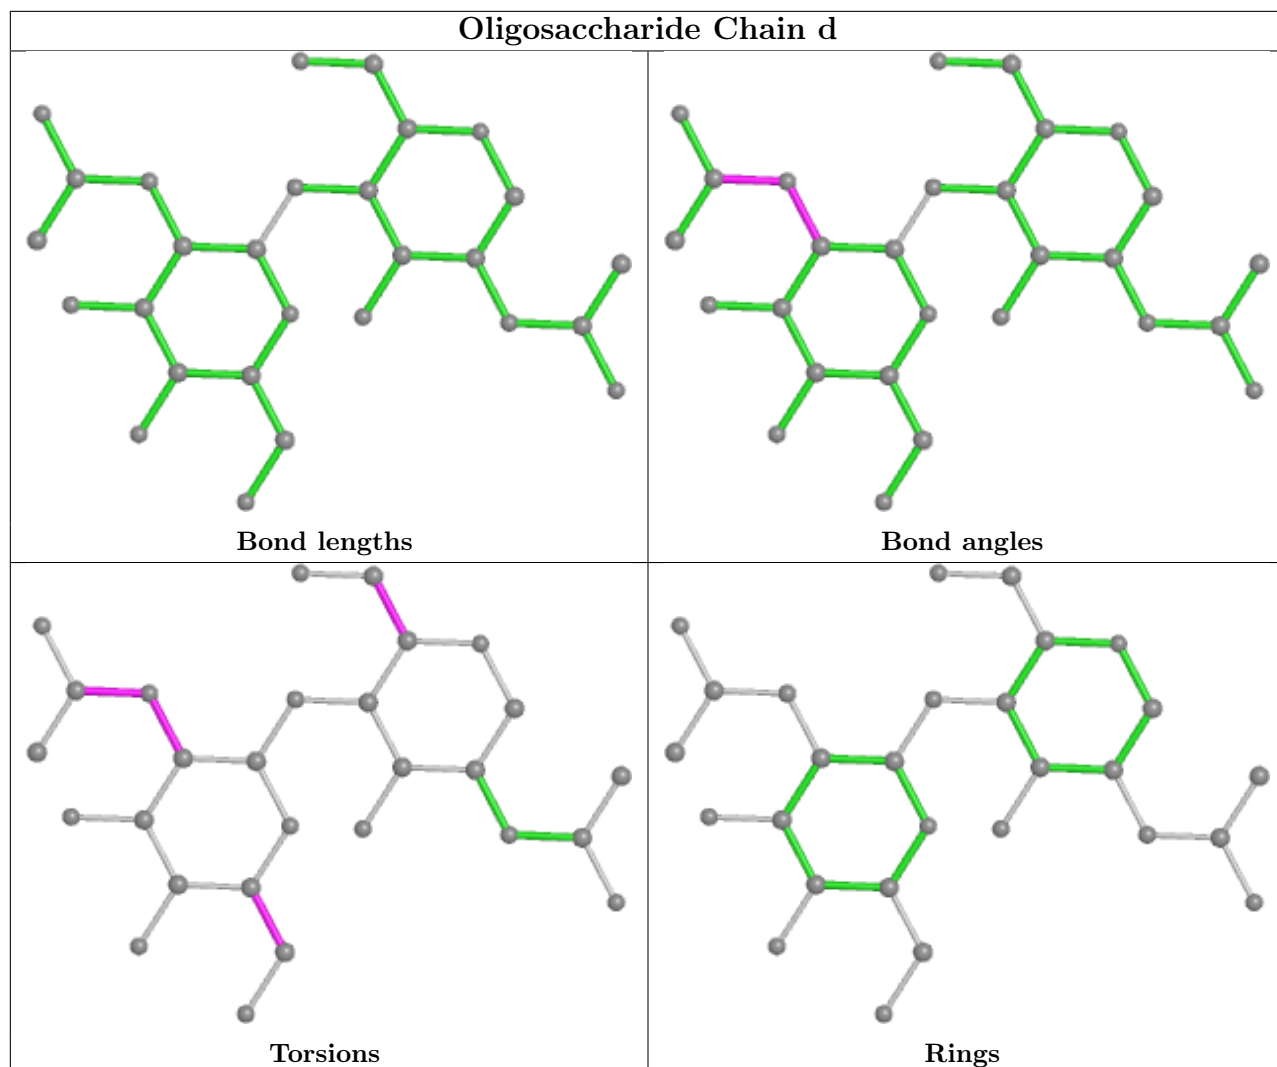 Oligosaccharide Chain d
Bond lengths
Bond angles
Torsions
Rings